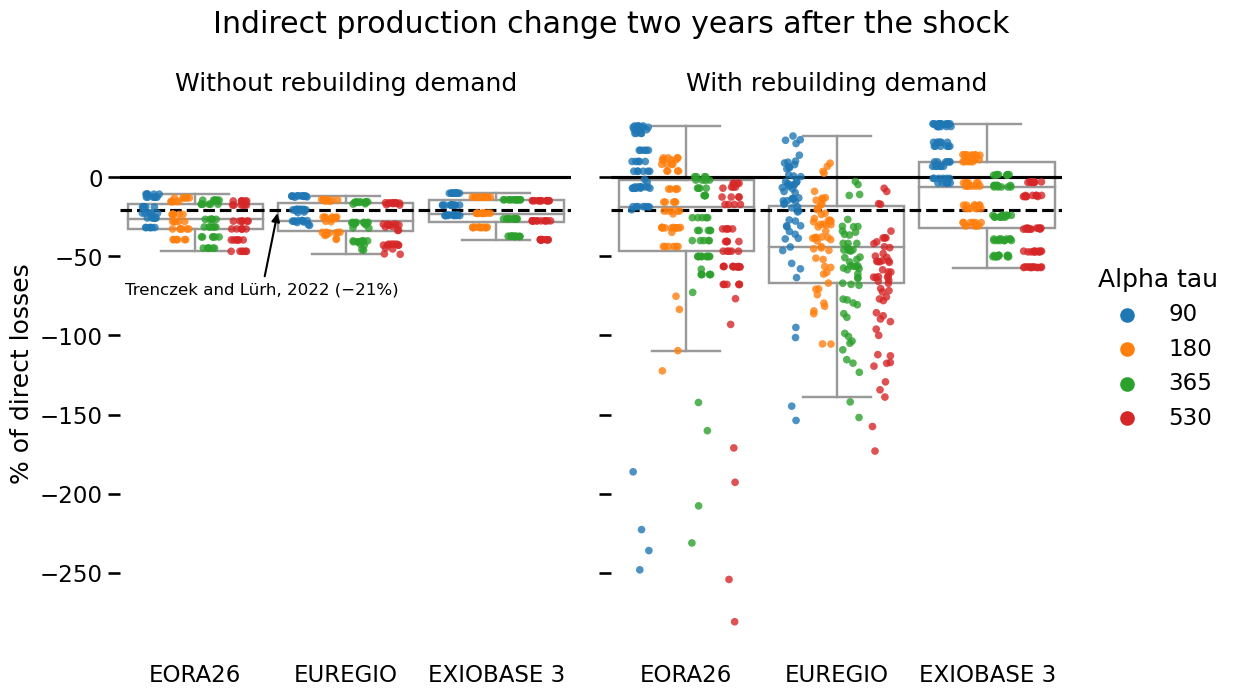 Indirect production change two years after the shock
Without rebuilding demand
With rebuilding demand
% of direct losses
0
−50
−100
−150
−200
−250
Trenczek and Lürh, 2022 (−21%)
EORA26
EUREGIO
EXIOBASE 3
EORA26
EUREGIO
EXIOBASE 3
Alpha tau
90
180
365
530